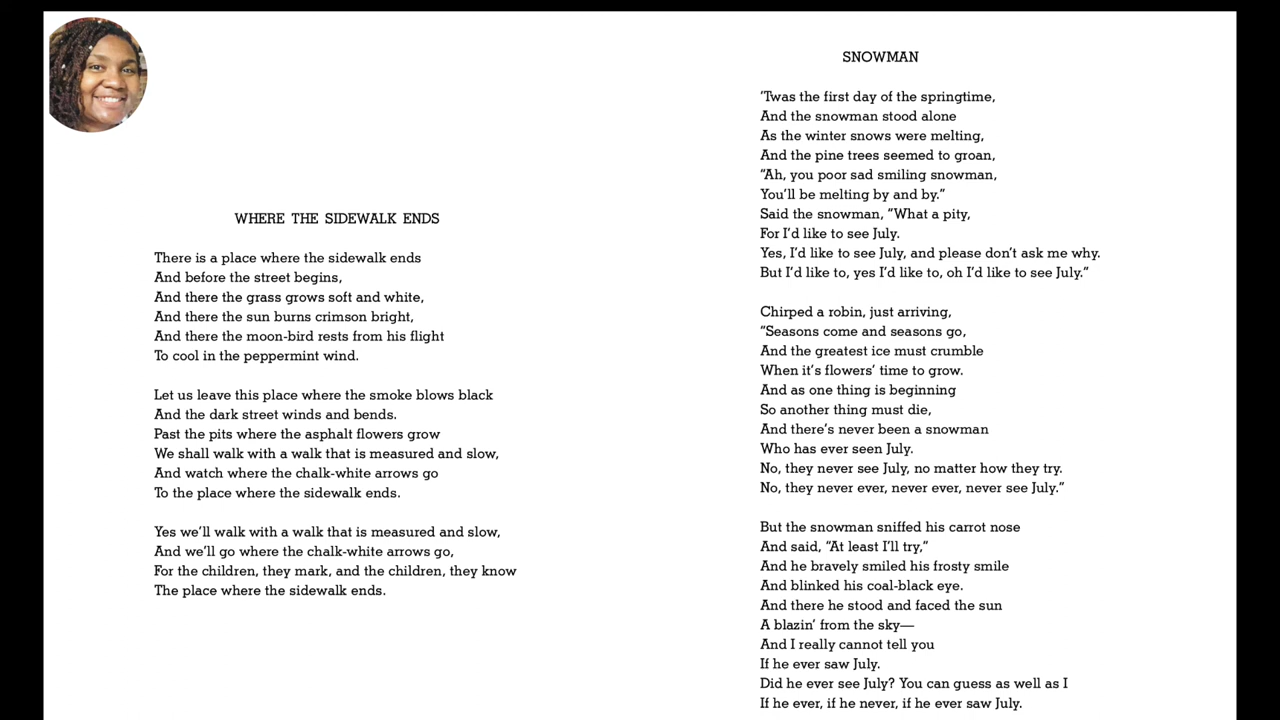 WHERE THE SIDEWALK ENDS
There is a place where the sidewalk ends
And before the street begins,
And there the grass grows soft and white,
And there the sun burns crimson bright,
And there the moon-bird rests from his flight
To cool in the peppermint wind.
Let us leave this place where the smoke blows black
And the dark street winds and bends.
Past the pits where the asphalt flowers grow
We shall walk with a walk that is measured and slow,
And watch where the chalk-white arrows go
To the place where the sidewalk ends.
Yes we'll walk with a walk that is measured and slow,
And we'll go where the chalk-white arrows go,
For the children, they mark, and the children, they know
The place where the sidewalk ends.
SNOWMAN
'Twas the first day of the springtime,
And the snowman stood alone
As the winter snows were melting,
And the pine trees seemed to groan,
"Ah, you poor sad smiling snowman,
You'll be melting by and by."
Said the snowman, "What a pity,
For I'd like to see July.
Yes, I'd like to see July, and please don't ask me why.
But I'd like to, yes I'd like to, oh I'd like to see July."
Chirped a robin, just arriving,
"Seasons come and seasons go,
And the greatest ice must crumble
When it's flowers' time to grow.
And as one thing is beginning
So another thing must die,
And there's never been a snowman
Who has ever seen July.
No, they never see July, no matter how they try.
No, they never ever, never ever, never see July."
But the snowman sniffed his carrot nose
And said, "At least I'll try,"
And he bravely smiled his frosty smile
And blinked his coal-black eye.
And there he stood and faced the sun
A blazin' from the sky—
And I really cannot tell you
If he ever saw July.
Did he ever see July? You can guess as well as I
If he ever, if he never, if he ever saw July.